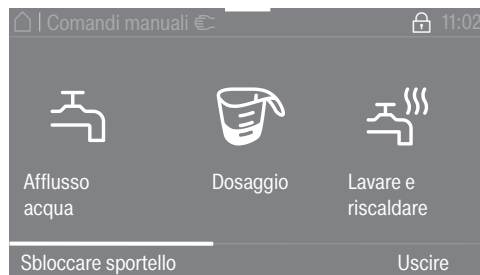 | Comandi manuali 11:02
Afflusso acqua
Dosaggio
Lavare e riscaldare
Sbloccare sportello Uscire